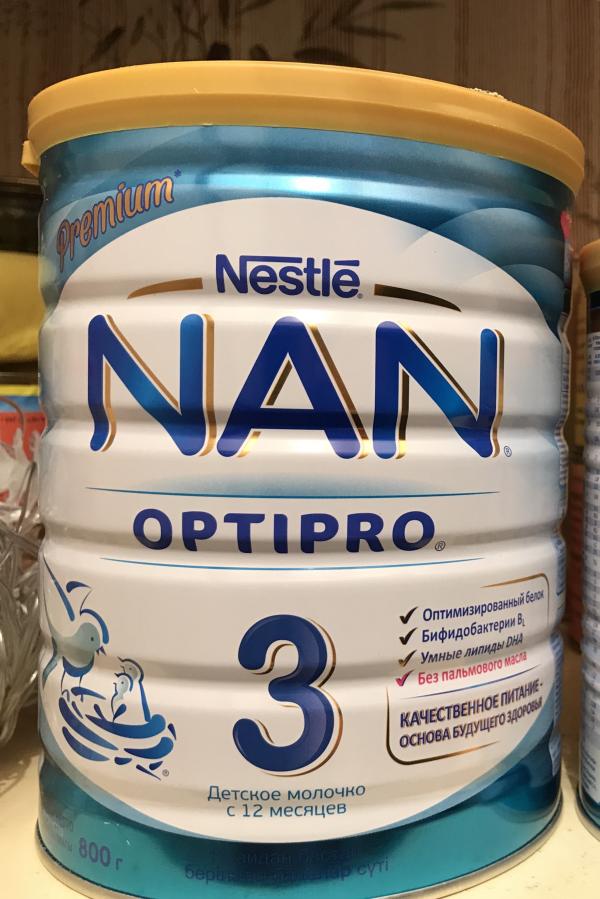 Premium*
Nestlé®
NAN®
OPTIPRO®
Оптимизированный белок
Бифидобактерии BL
Умные липиды DHA
Без пальмового масла
КАЧЕСТВЕННОЕ ПИТАНИЕ -
ОСНОВА БУДУЩЕГО ЗДОРОВЬЯ
3
Детское молочко
с 12 месяцев
800 г
сүті